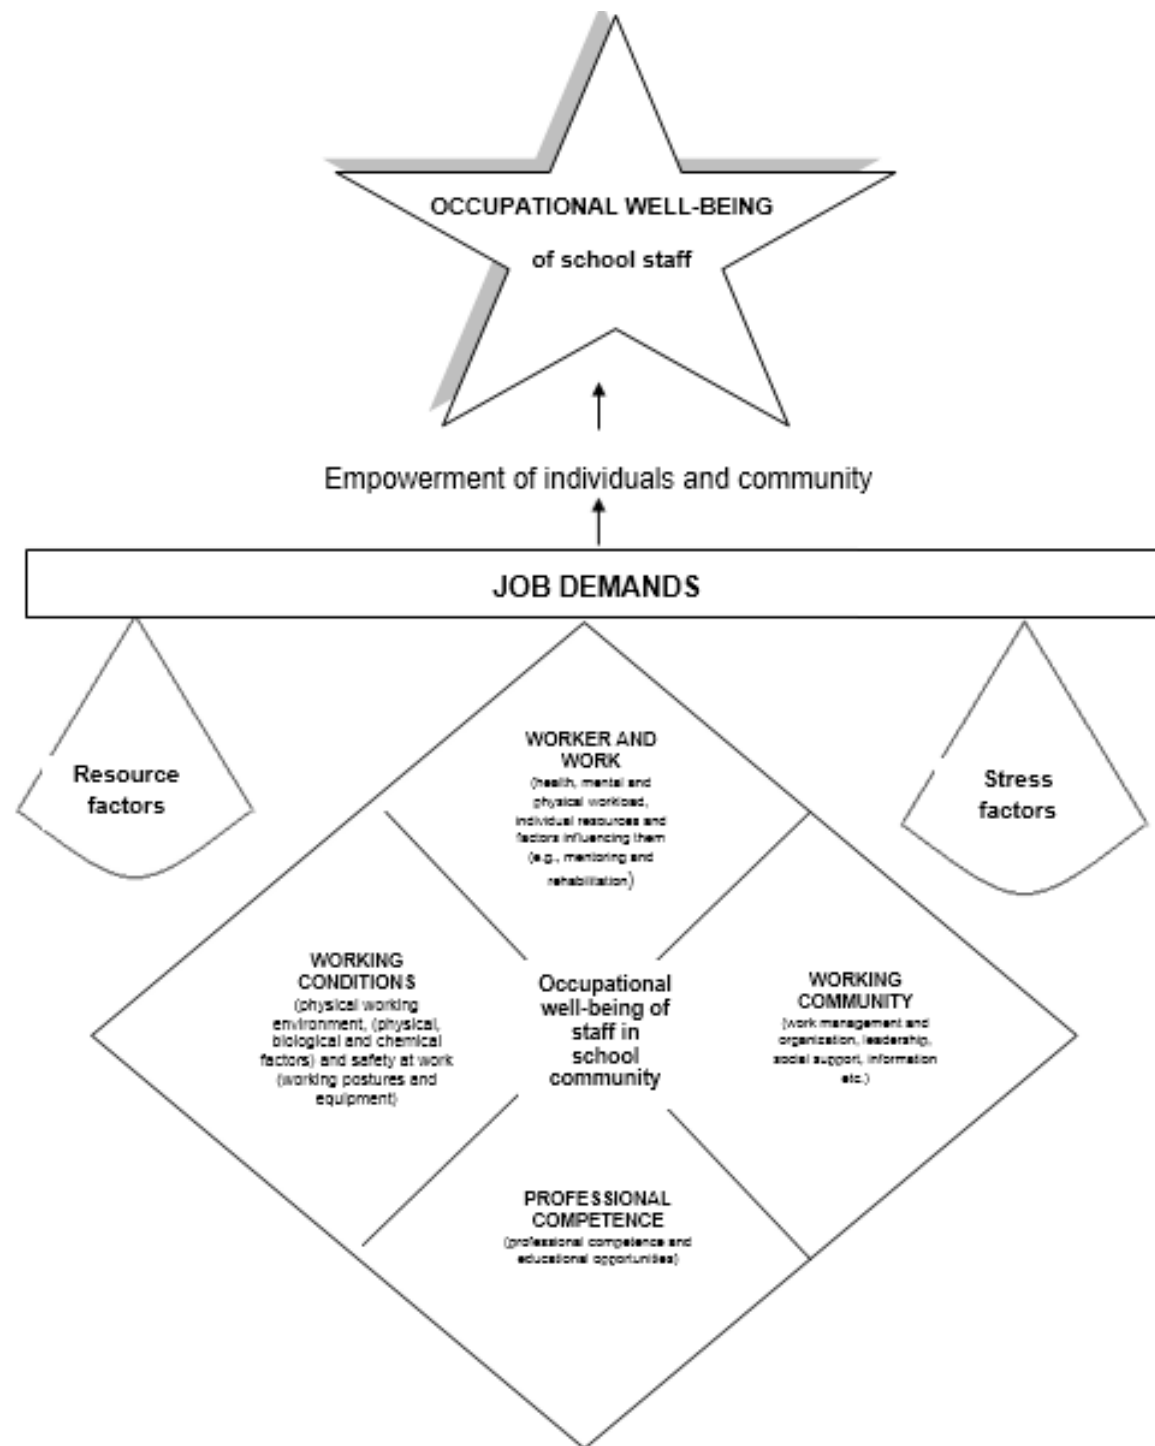 OCCUPATIONAL WELL-BEING
of school staff
Empowerment of individuals and community
JOB DEMANDS
Resource
factors
Stress
factors
WORKER AND
WORK
(health, mental and
physical workload,
individual resources and
factors influencing them
(e.g., mentoring and
rehabilitation)
WORKING
CONDITIONS
(physical working
environment, (physical,
biological and chemical
factors) and safety at work
(working postures and
equipment)
Occupational
well-being of
staff in
school
community
WORKING
COMMUNITY
(work management and
organization, leadership,
social support, information
etc.)
PROFESSIONAL
COMPETENCE
(professional competence and
educational opportunities)